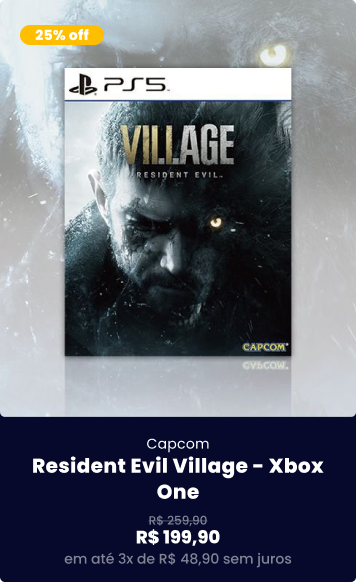 25% off
PS5
VILLAGE
RESIDENT EVIL™
CAPCOM
Capcom
Resident Evil Village - Xbox
One
R$ 259,90
R$ 199,90
em até 3x de R$ 48,90 sem juros